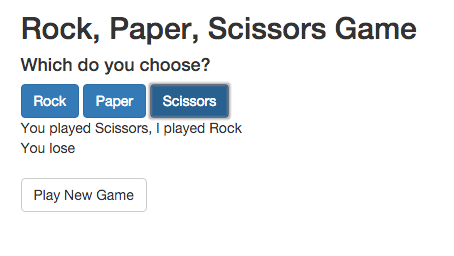 Rock, Paper, Scissors Game
Which do you choose?
Rock Paper Scissors
You played Scissors, I played Rock
You lose
Play New Game